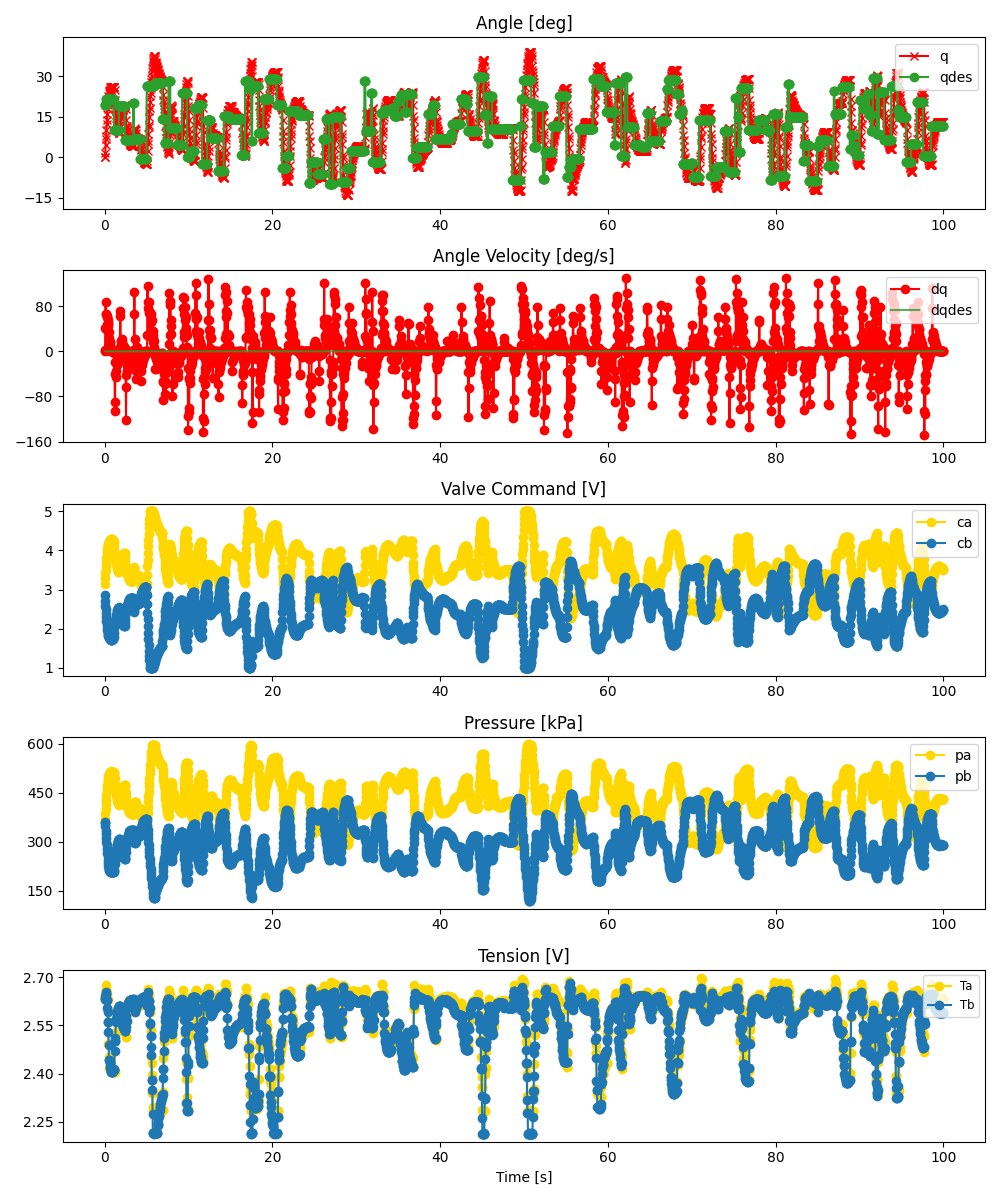 Angle [deg]
30
15
0
−15
q
qdes
0 20 40 60 80 100
Angle Velocity [deg/s]
80
0
−80
−160
dq
dqdes
0 20 40 60 80 100
Valve Command [V]
5
4
3
2
1
ca
cb
0 20 40 60 80 100
Pressure [kPa]
600
450
300
150
pa
pb
0 20 40 60 80 100
Tension [V]
2.70
2.55
2.40
2.25
Ta
Tb
0 20 40 60 80 100
Time [s]